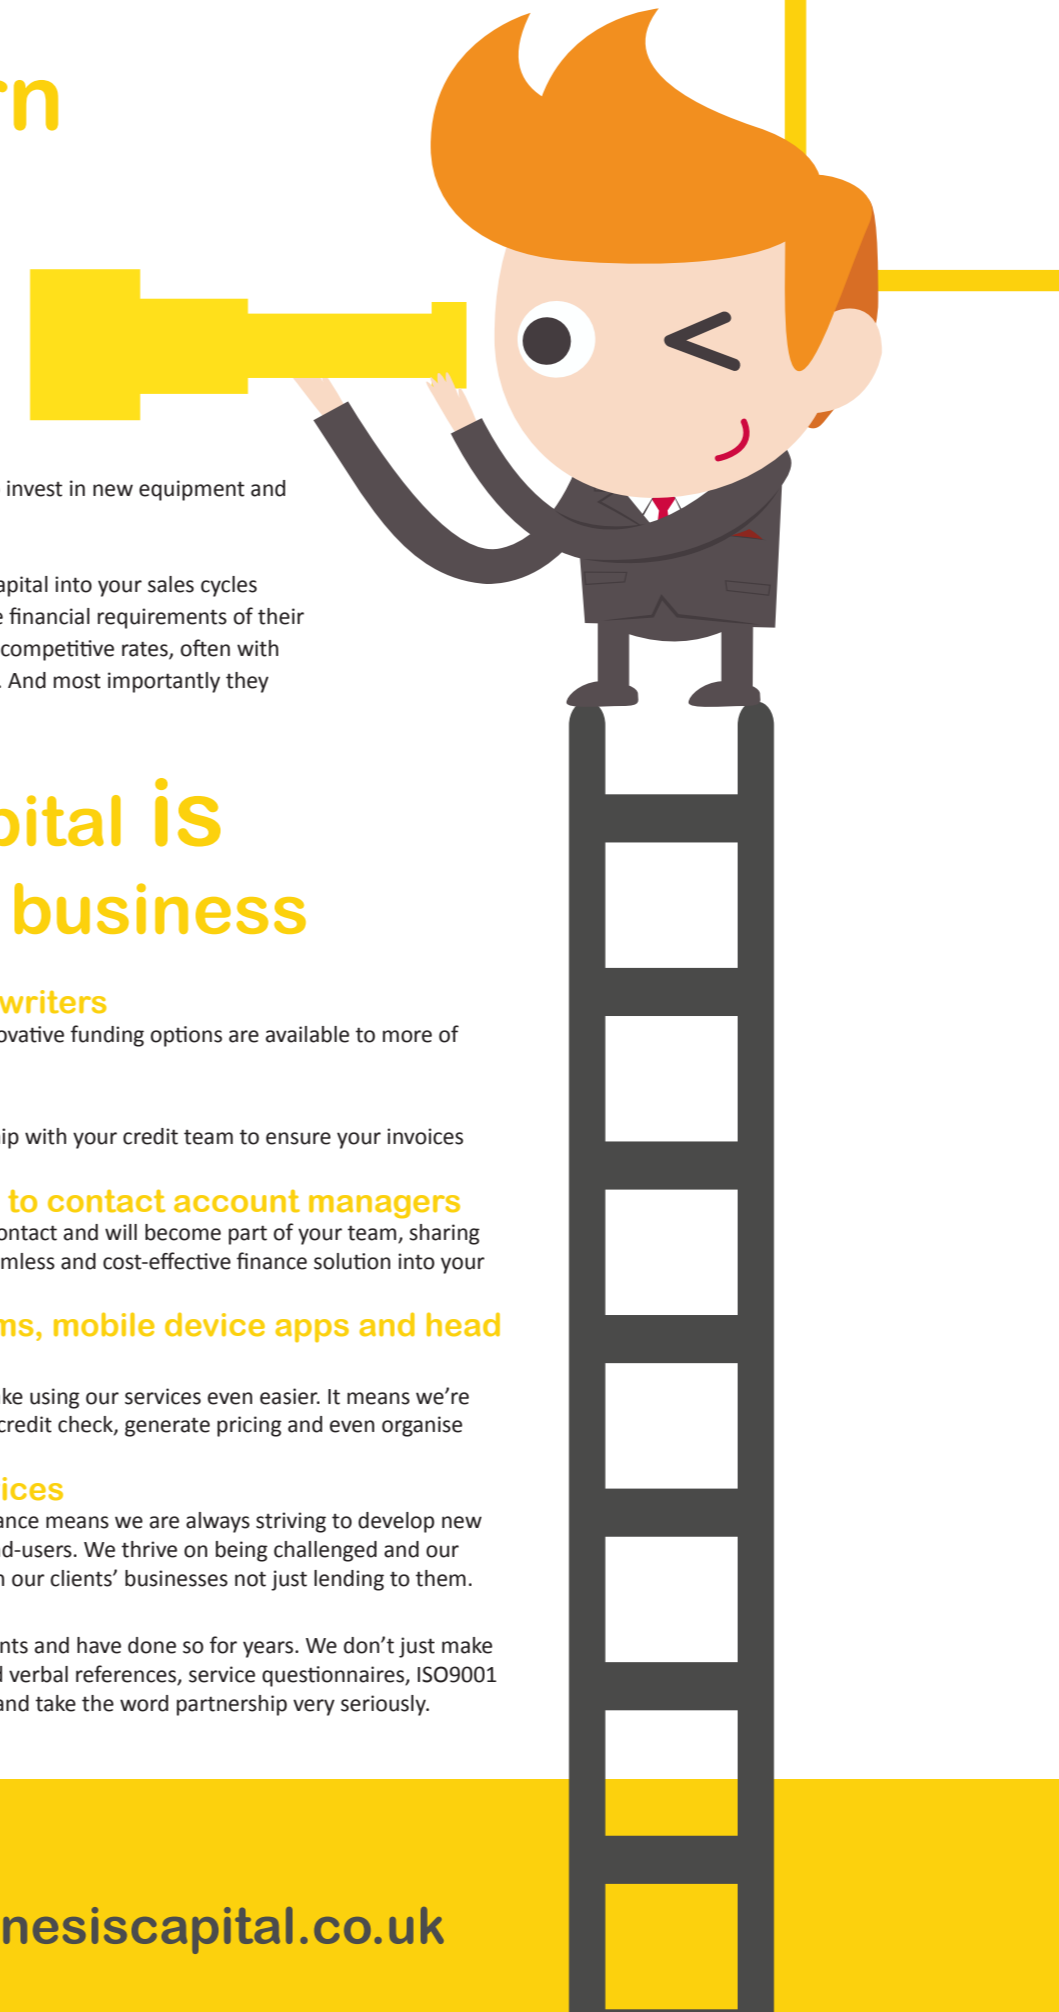 rn
invest in new equipment and
apital into your sales cycles
e financial requirements of their
competitive rates, often with
. And most importantly they
pital is
business
writers
ovative funding options are available to more of
ip with your credit team to ensure your invoices
to contact account managers
ontact and will become part of your team, sharing
mless and cost-effective finance solution into your
ms, mobile device apps and head
ke using our services even easier. It means we're
credit check, generate pricing and even organise
ices
ance means we are always striving to develop new
d-users. We thrive on being challenged and our
n our clients' businesses not just lending to them.
nts and have done so for years. We don't just make
d verbal references, service questionnaires, ISO9001
and take the word partnership very seriously.
nesiscapital.co.uk